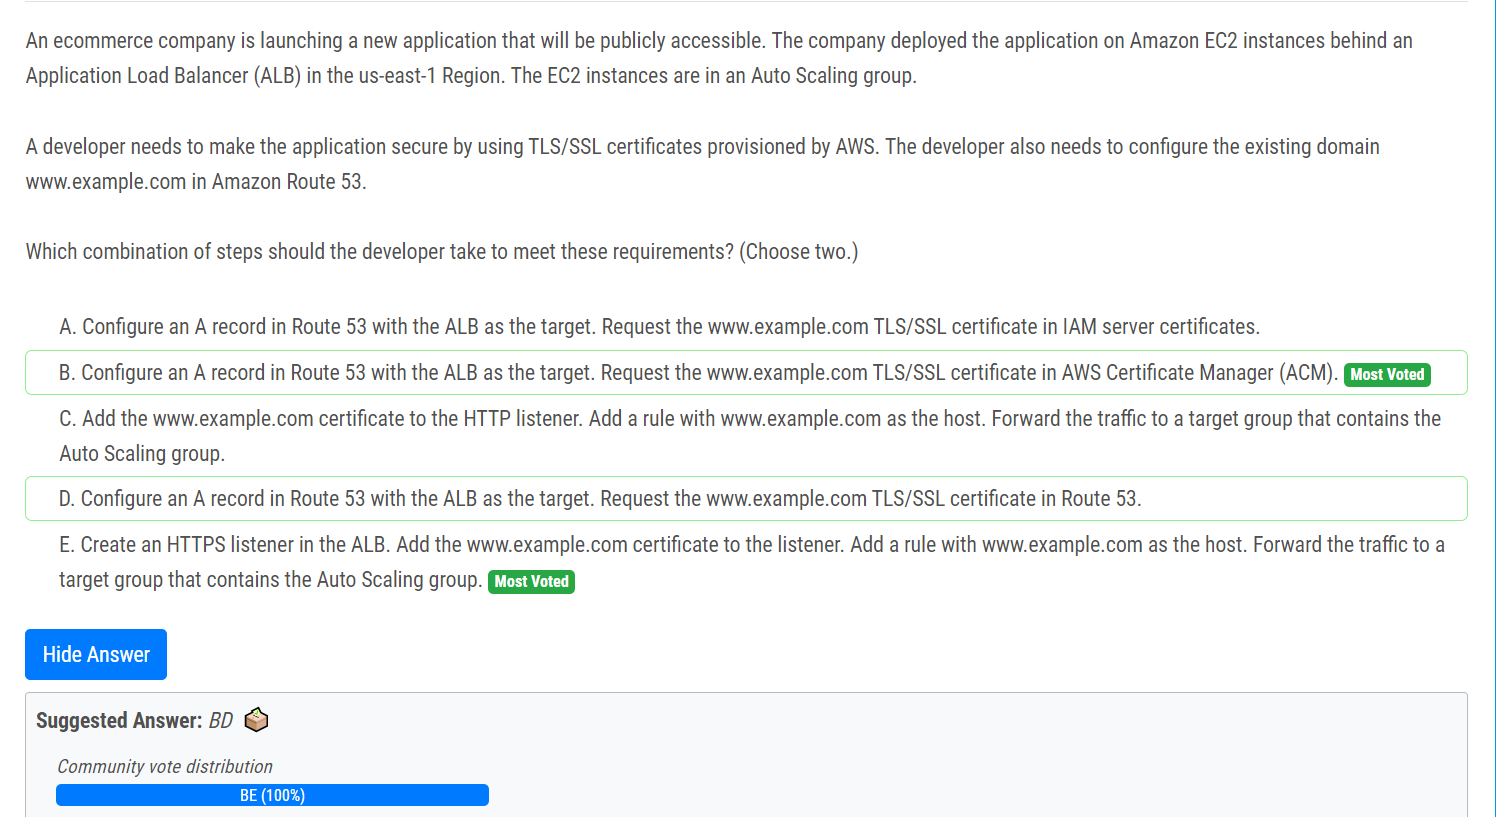 An ecommerce company is launching a new application that will be publicly accessible. The company deployed the application on Amazon EC2 instances behind an
Application Load Balancer (ALB) in the us-east-1 Region. The EC2 instances are in an Auto Scaling group.
A developer needs to make the application secure by using TLS/SSL certificates provisioned by AWS. The developer also needs to configure the existing domain
www.example.com in Amazon Route 53.
Which combination of steps should the developer take to meet these requirements? (Choose two.)
A. Configure an A record in Route 53 with the ALB as the target. Request the www.example.com TLS/SSL certificate in IAM server certificates.
B. Configure an A record in Route 53 with the ALB as the target. Request the www.example.com TLS/SSL certificate in AWS Certificate Manager (ACM). Most Voted
C. Add the www.example.com certificate to the HTTP listener. Add a rule with www.example.com as the host. Forward the traffic to a target group that contains the
Auto Scaling group.
D. Configure an A record in Route 53 with the ALB as the target. Request the www.example.com TLS/SSL certificate in Route 53.
E. Create an HTTPS listener in the ALB. Add the www.example.com certificate to the listener. Add a rule with www.example.com as the host. Forward the traffic to a
target group that contains the Auto Scaling group. Most Voted
Hide Answer
Suggested Answer: BD
Community vote distribution
BE (100%)